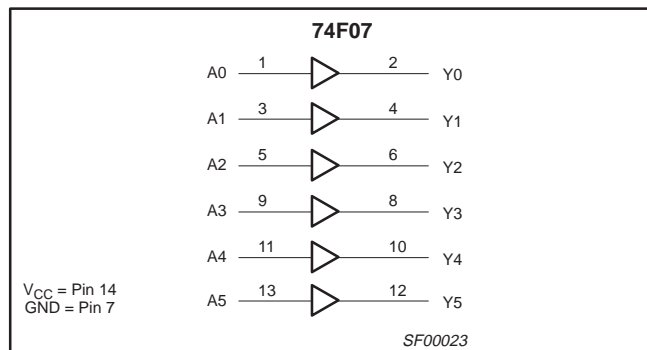 74F07
A0 1 2 Y0
A1 3 4 Y1
A2 5 6 Y2
A3 9 8 Y3
A4 11 10 Y4
A5 13 12 Y5
VCC = Pin 14
GND = Pin 7
SF00023